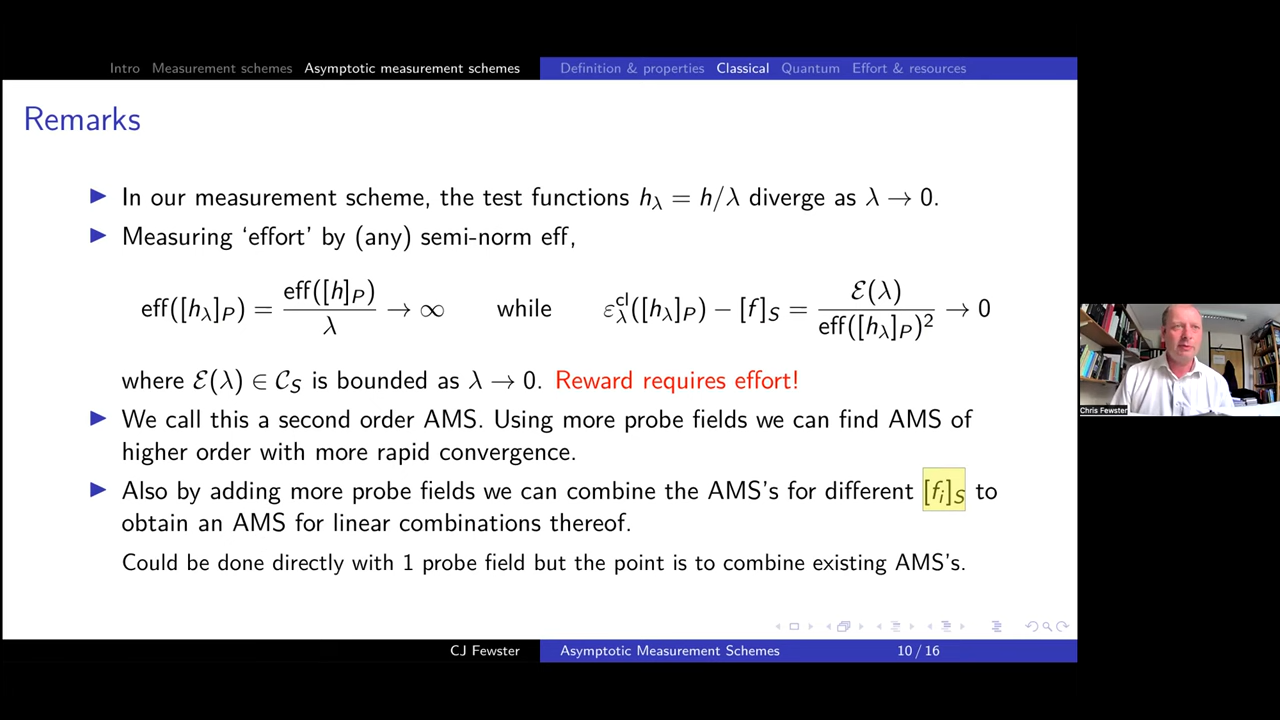 Intro Measurement schemes Asymptotic measurement schemes Definition & properties Classical Quantum Effort & resources
Remarks
▶ In our measurement scheme, the test functions h_λ = h/λ diverge as λ → 0.
▶ Measuring ‘effort’ by (any) semi-norm eff,
eff([h_λ]_P) = eff([h]_P)/λ → ∞ while ε_λ^cl([h_λ]_P) − [f]_S = ℰ(λ)/eff([h_λ]_P)² → 0
where ℰ(λ) ∈ 𝒞_S is bounded as λ → 0. Reward requires effort!
▶ We call this a second order AMS. Using more probe fields we can find AMS of
higher order with more rapid convergence.
▶ Also by adding more probe fields we can combine the AMS's for different [f_i]_S to
obtain an AMS for linear combinations thereof.
Could be done directly with 1 probe field but the point is to combine existing AMS's.
CJ Fewster Asymptotic Measurement Schemes 10 / 16
Chris Fewster